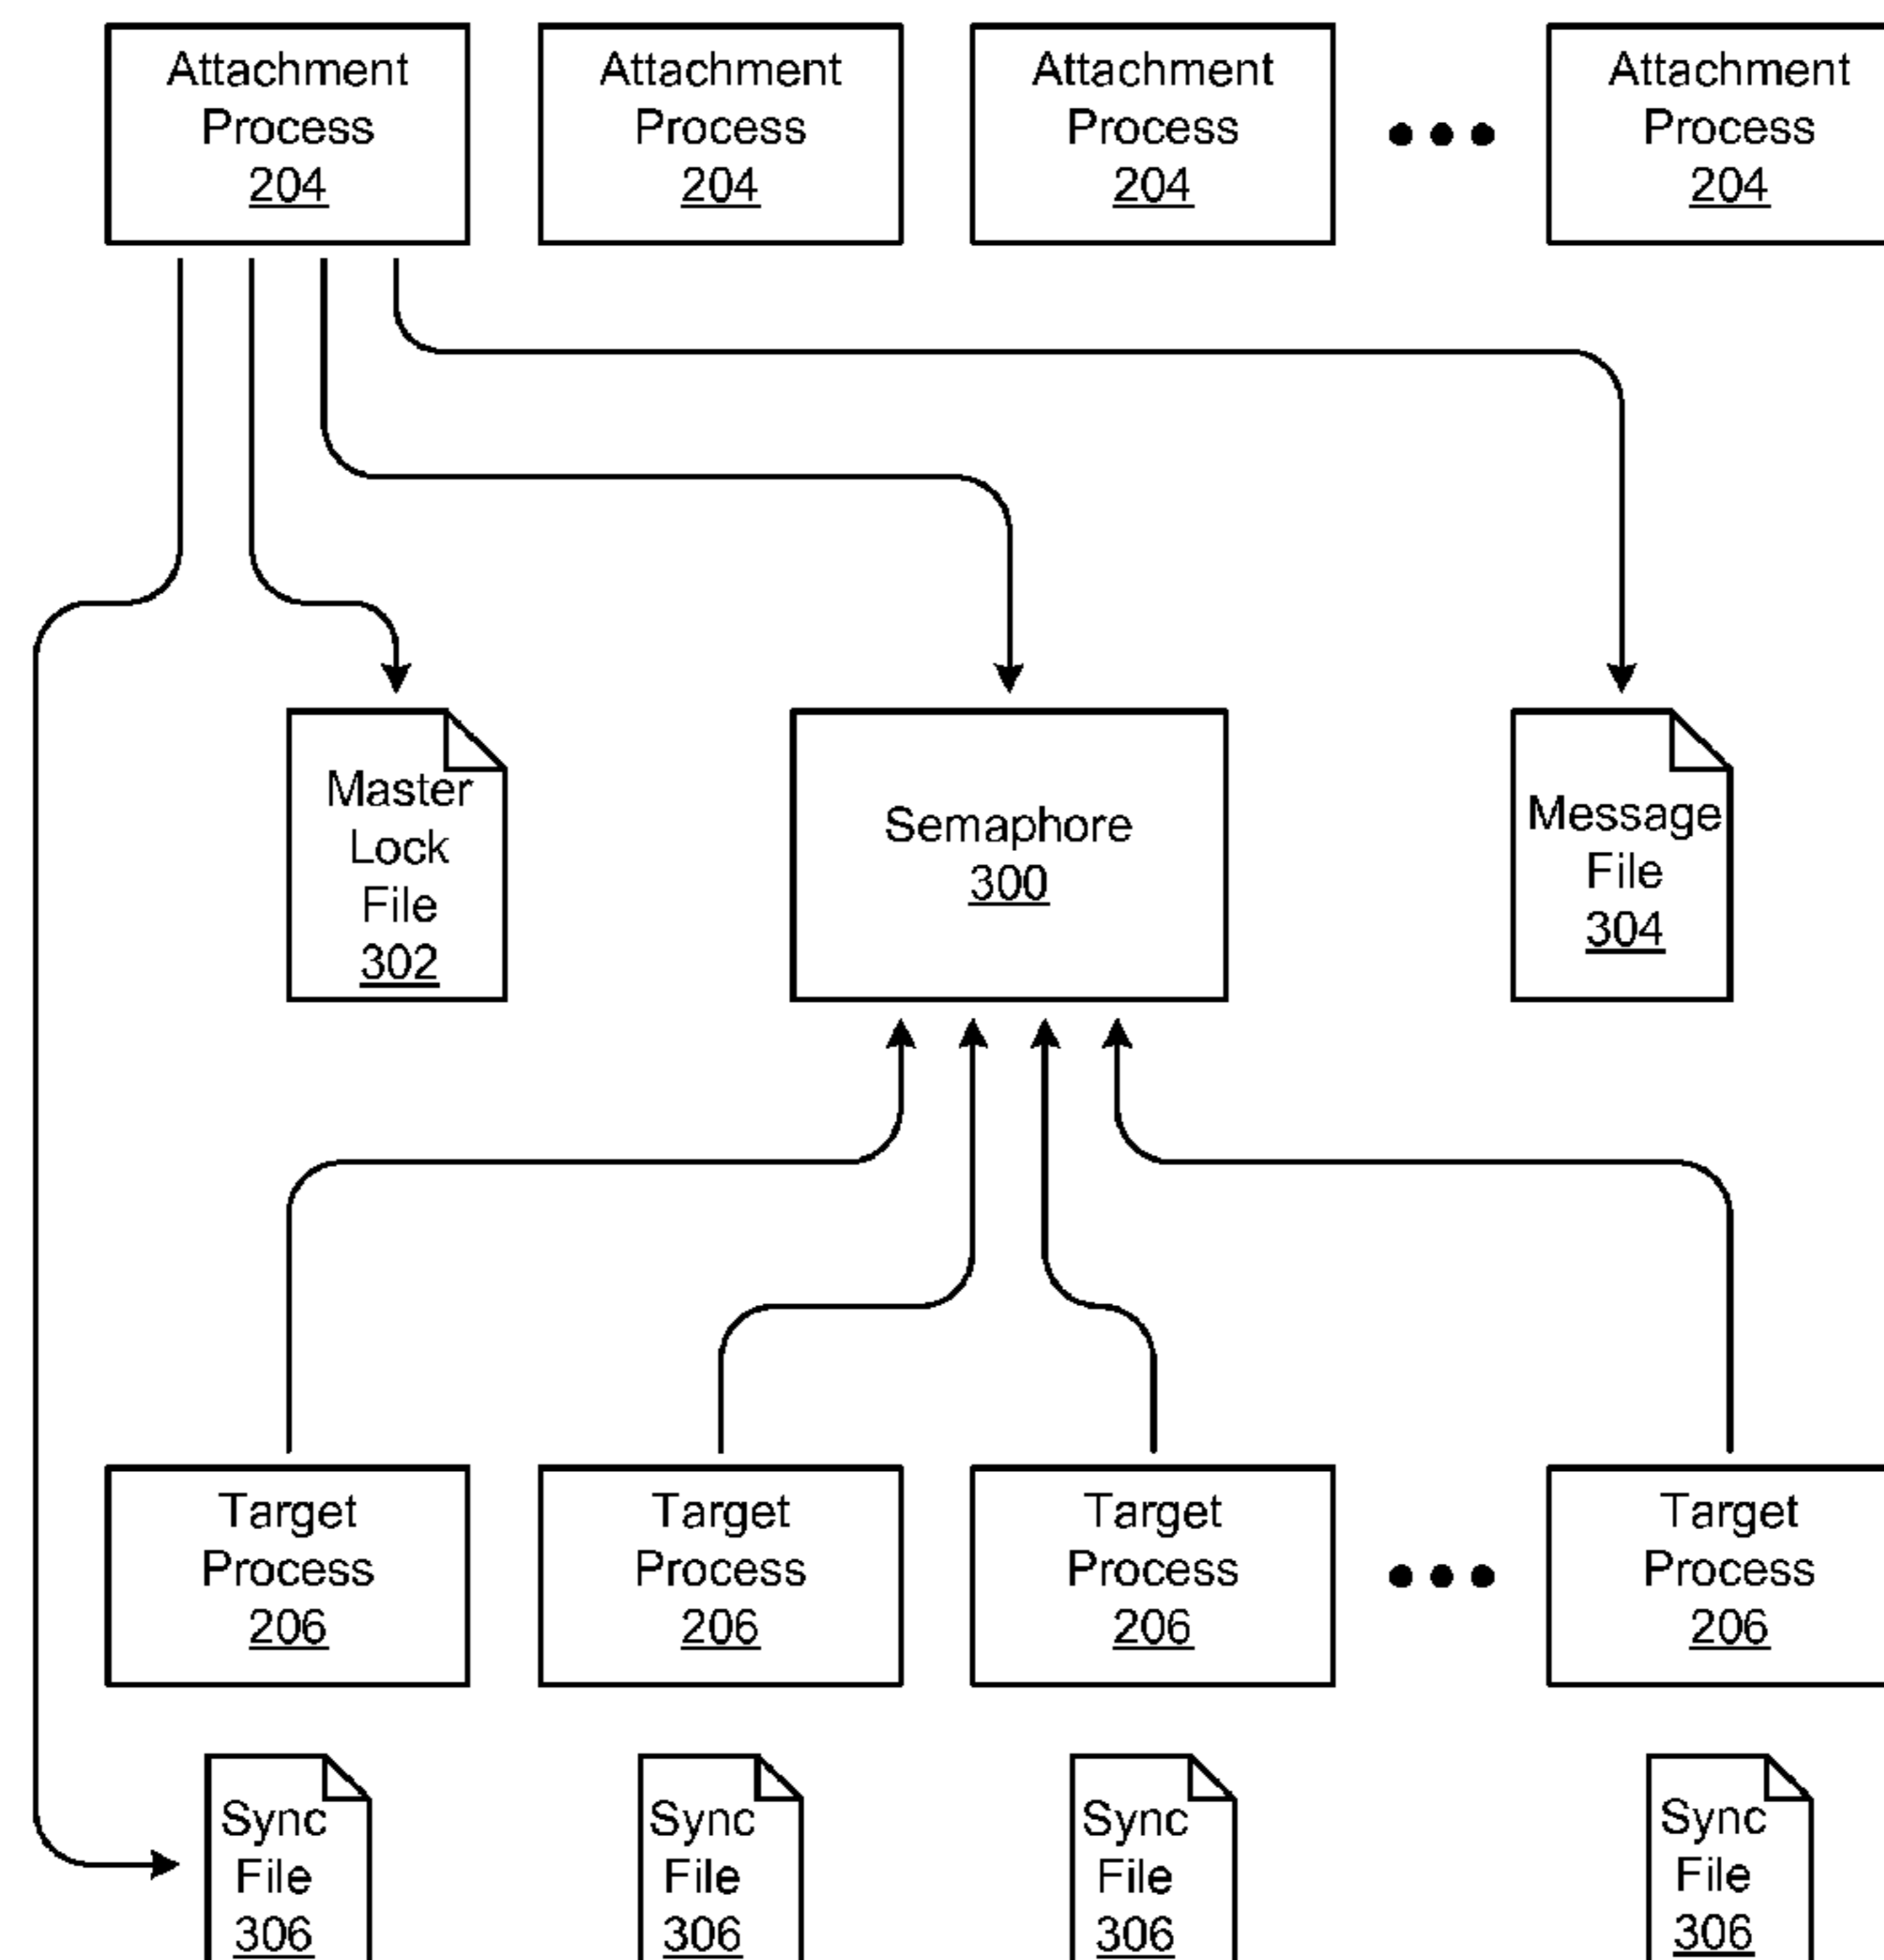 Attachment
Process
204
Attachment
Process
204
Attachment
Process
204
Attachment
Process
204
Master
Lock
File
302
Semaphore
300
Message
File
304
Target
Process
206
Target
Process
206
Target
Process
206
Target
Process
206
Sync
File
306
Sync
File
306
Sync
File
306
Sync
File
306